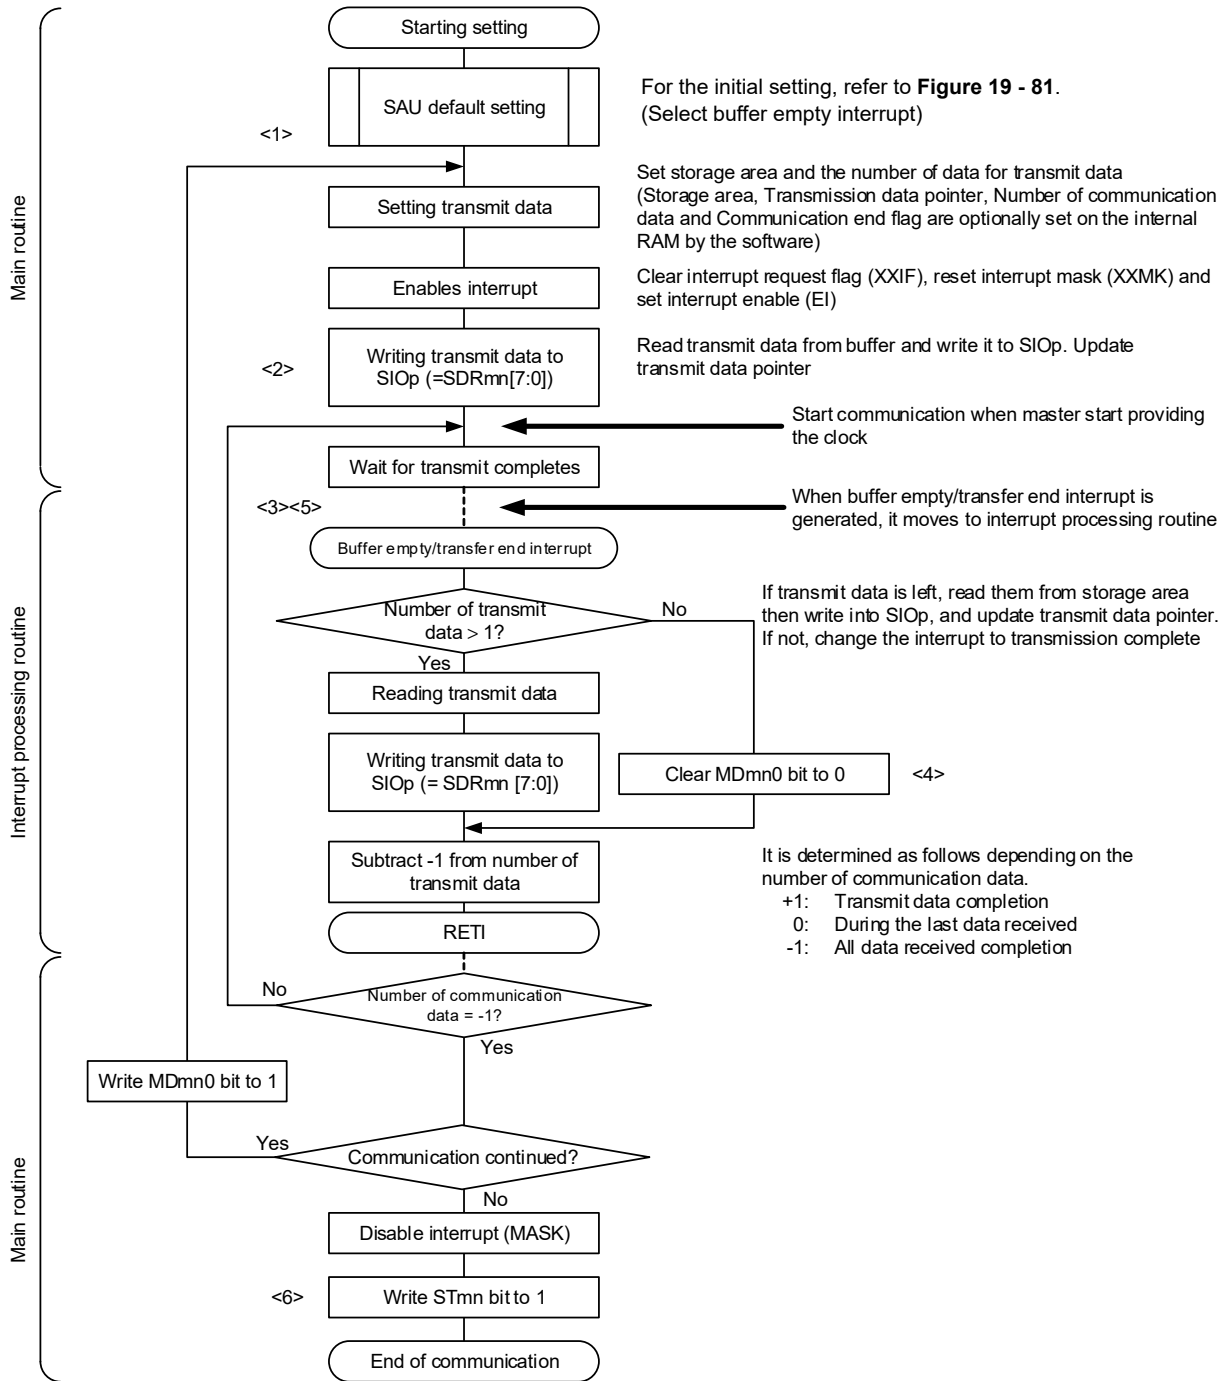 Starting setting
SAU default setting
For the initial setting, refer to Figure 19 - 81.
(Select buffer empty interrupt)
<1>
Main routine
Setting transmit data
Set storage area and the number of data for transmit data
(Storage area, Transmission data pointer, Number of communication
data and Communication end flag are optionally set on the internal
RAM by the software)
Enables interrupt
Clear interrupt request flag (XXIF), reset interrupt mask (XXMK) and
set interrupt enable (EI)
<2>
Writing transmit data to
SIOp (=SDRmn[7:0])
Read transmit data from buffer and write it to SIOp. Update
transmit data pointer
Start communication when master start providing
the clock
Wait for transmit completes
<3><5>
When buffer empty/transfer end interrupt is
generated, it moves to interrupt processing routine
Interrupt processing routine
Buffer empty/transfer end interrupt
Number of transmit
data > 1?
No
Yes
If transmit data is left, read them from storage area
then write into SIOp, and update transmit data pointer.
If not, change the interrupt to transmission complete
Reading transmit data
Writing transmit data to
SIOp (= SDRmn [7:0])
Clear MDmn0 bit to 0
<4>
Subtract -1 from number of
transmit data
It is determined as follows depending on the
number of communication data.
+1: Transmit data completion
0: During the last data received
-1: All data received completion
RETI
Main routine
No
Number of communication
data = -1?
Yes
Write MDmn0 bit to 1
Yes
Communication continued?
No
Disable interrupt (MASK)
<6>
Write STmn bit to 1
End of communication